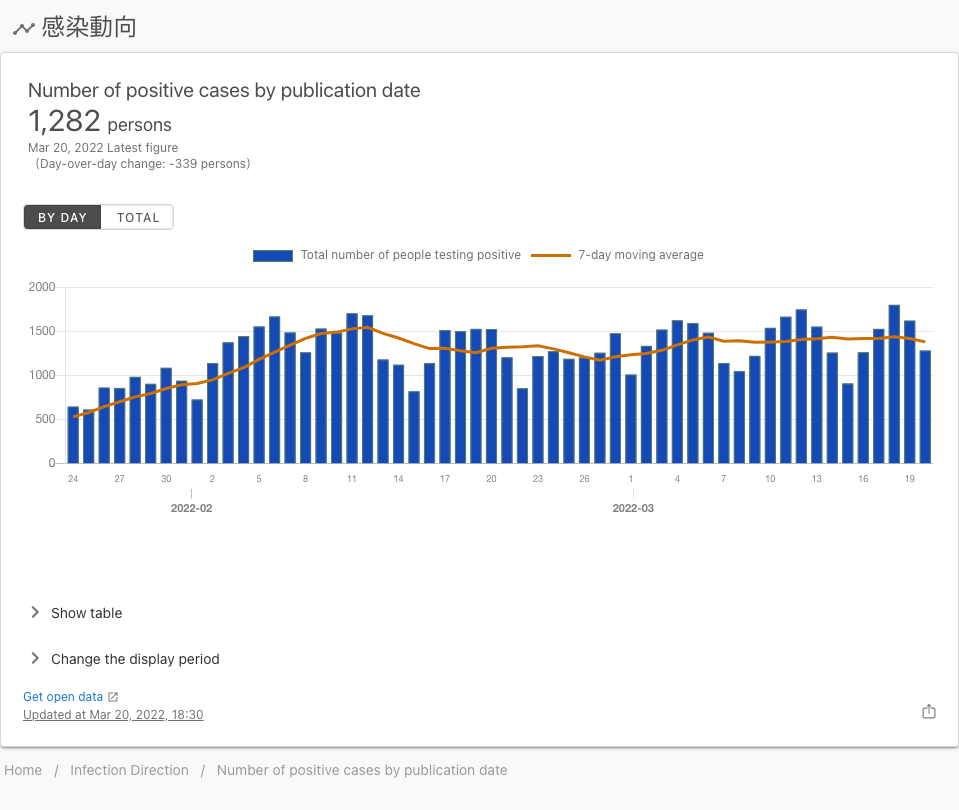 感染動向
Number of positive cases by publication date
1,282 persons
Mar 20, 2022 Latest figure
(Day-over-day change: -339 persons)
BY DAY TOTAL
Total number of people testing positive 7-day moving average
2000
1500
1000
500
0
24 27 30 2 5 8 11 14 17 20 23 26 1 4 7 10 13 16 19
2022-02 2022-03
Show table
Change the display period
Get open data
Updated at Mar 20, 2022, 18:30
Home / Infection Direction / Number of positive cases by publication date